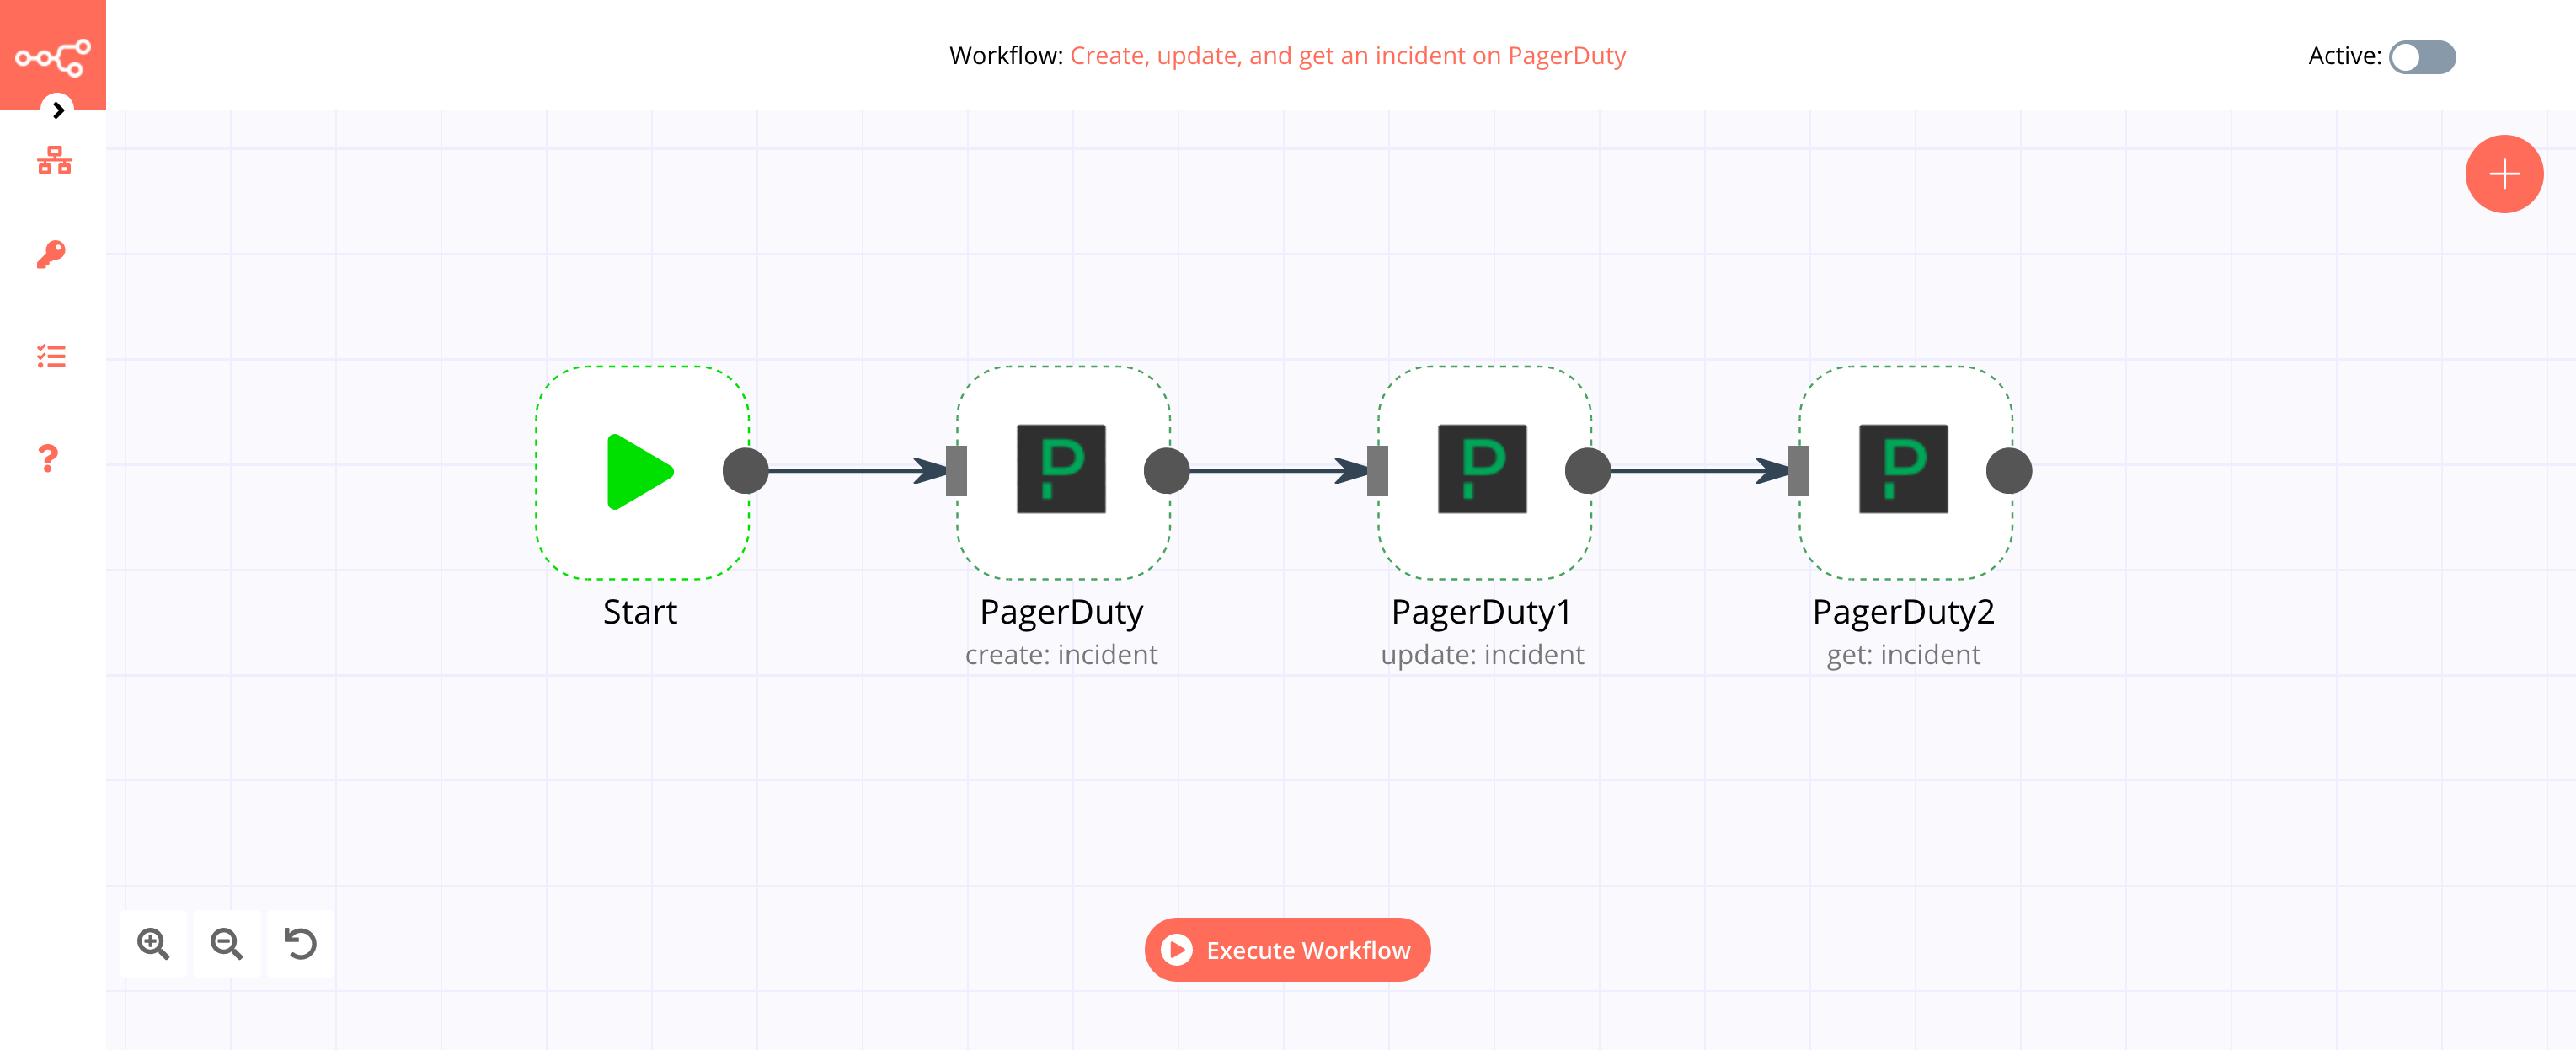 Workflow: Create, update, and get an incident on PagerDuty
Active:
Start
PagerDuty
create: incident
PagerDuty1
update: incident
PagerDuty2
get: incident
Execute Workflow